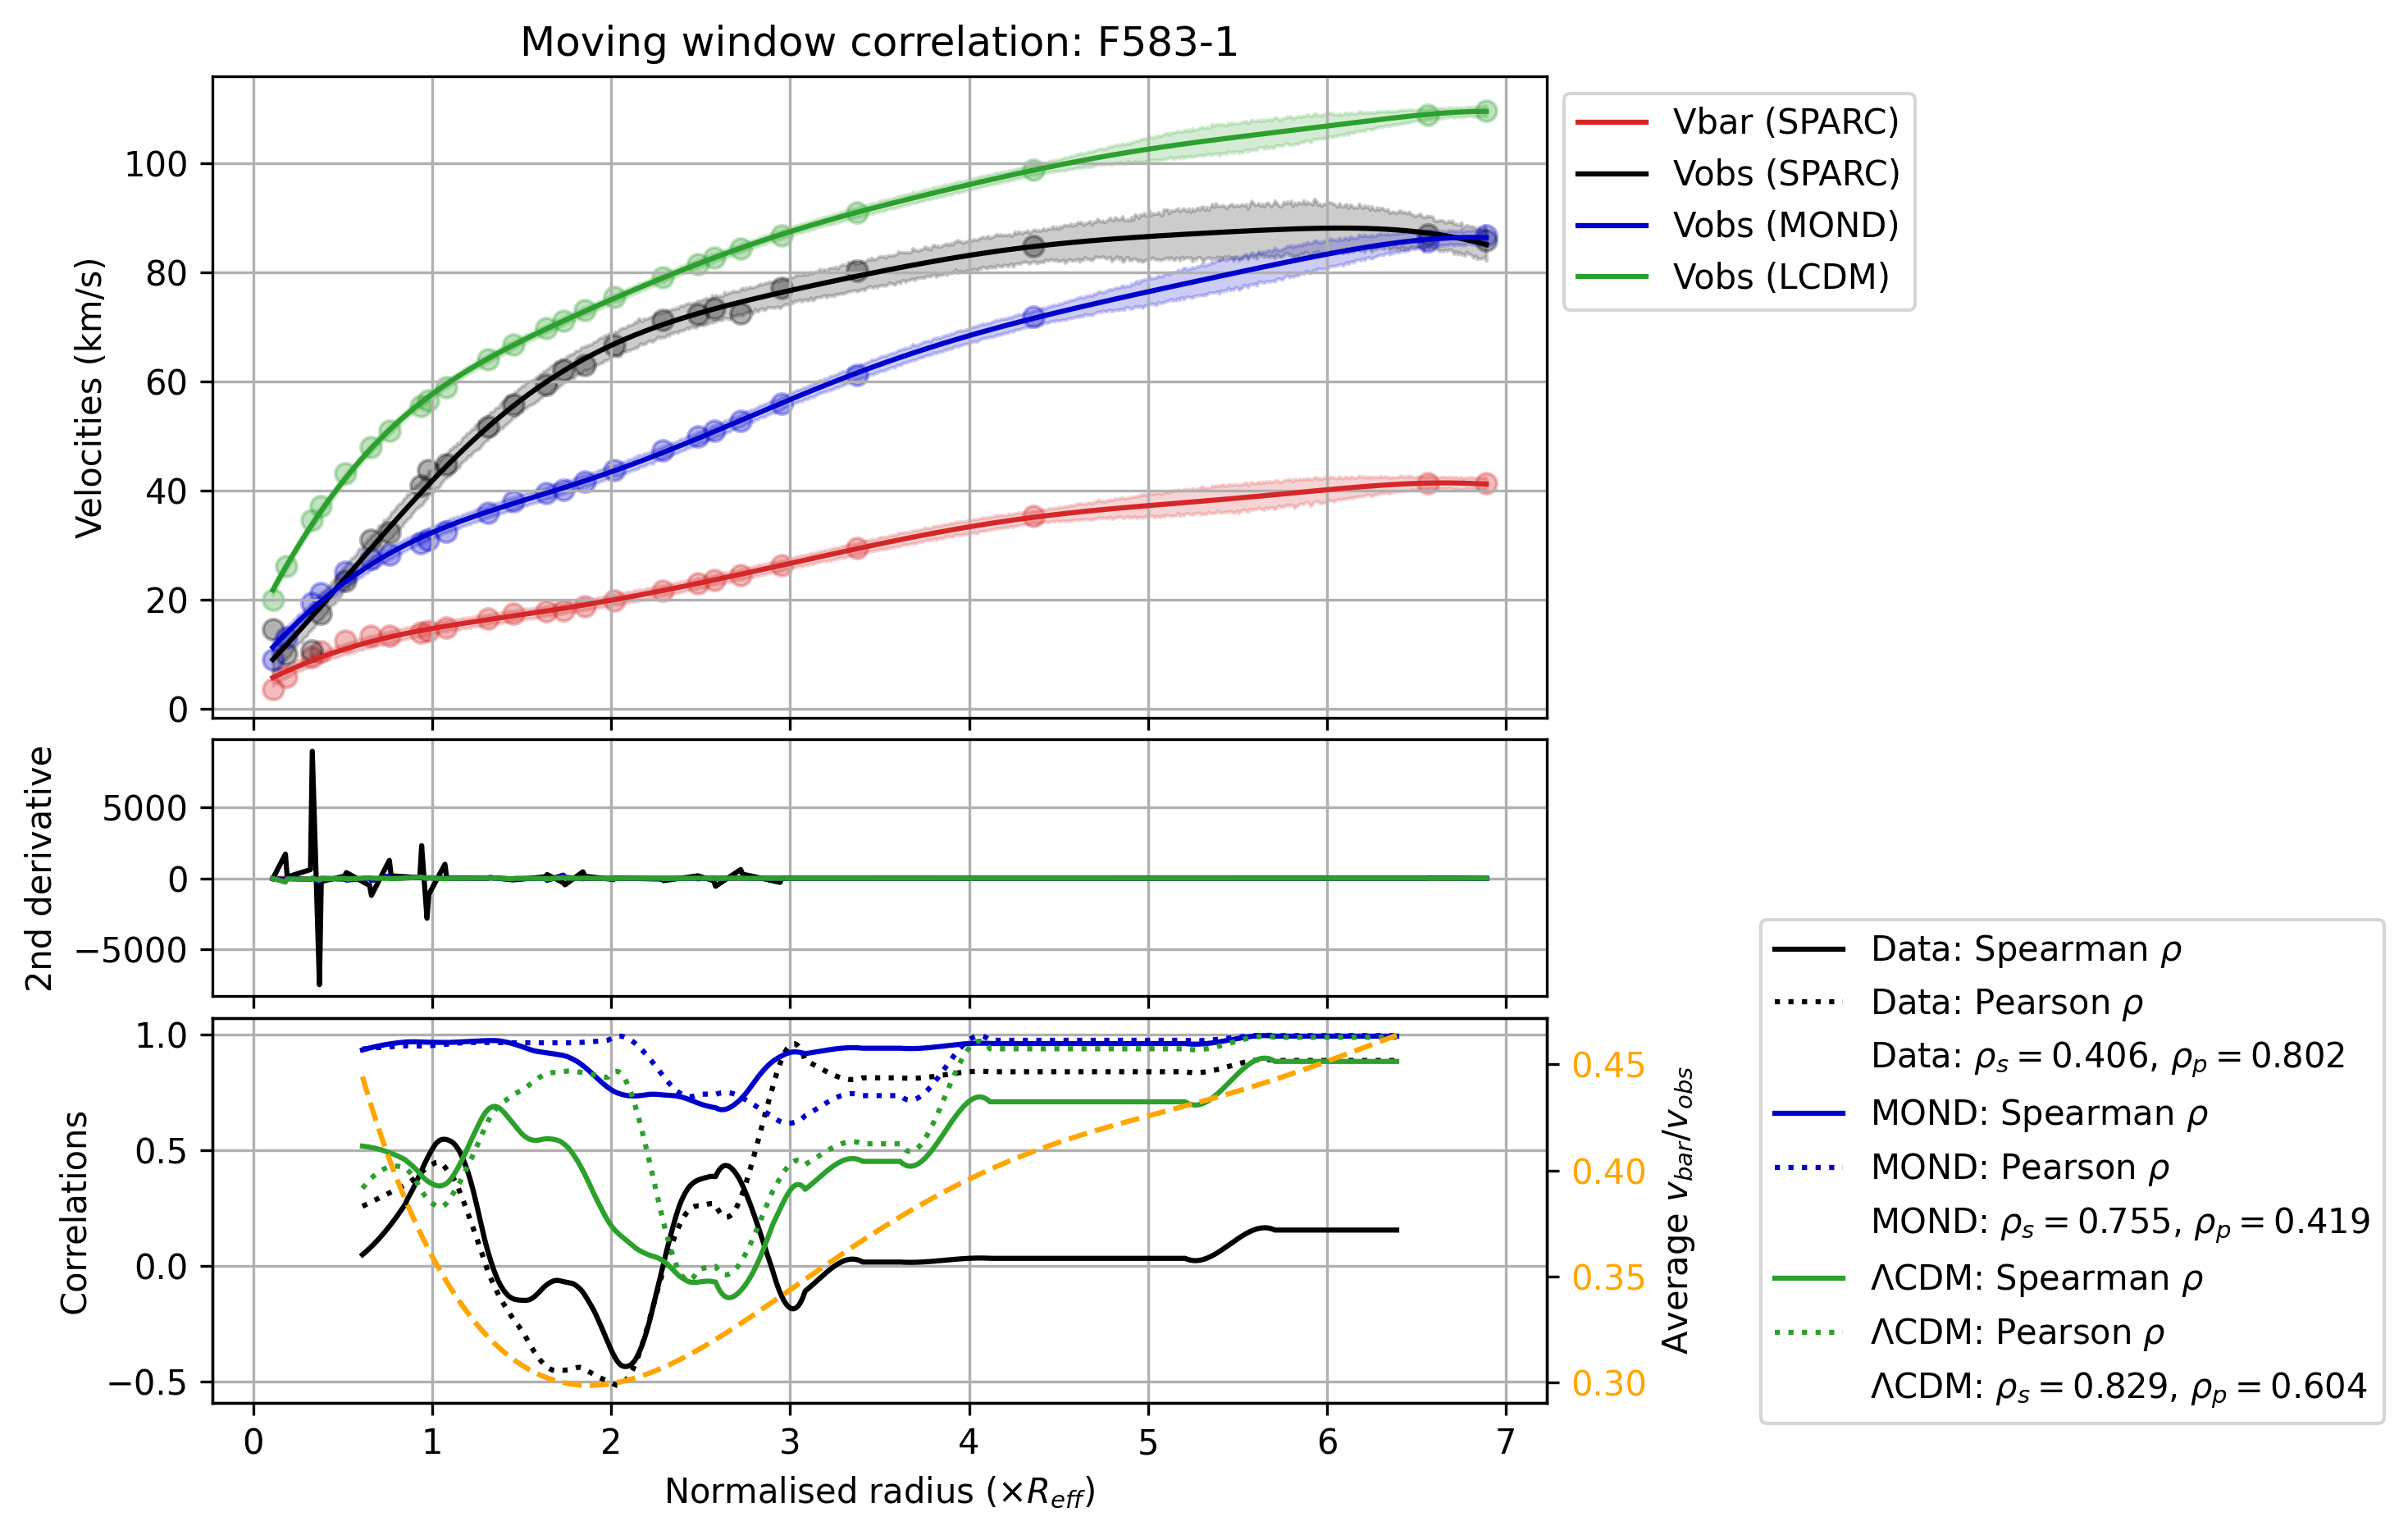 Moving window correlation: F583-1
Velocities (km/s)
100
80
60
40
20
0
Vbar (SPARC)
Vobs (SPARC)
Vobs (MOND)
Vobs (LCDM)
2nd derivative
5000
0
−5000
Correlations
1.0
0.5
0.0
−0.5
0.45
0.40
0.35
0.30
Average v_bar/v_obs
0 1 2 3 4 5 6 7
Normalised radius (×R_eff)
Data: Spearman ρ
Data: Pearson ρ
Data: ρ_s = 0.406, ρ_p = 0.802
MOND: Spearman ρ
MOND: Pearson ρ
MOND: ρ_s = 0.755, ρ_p = 0.419
ΛCDM: Spearman ρ
ΛCDM: Pearson ρ
ΛCDM: ρ_s = 0.829, ρ_p = 0.604